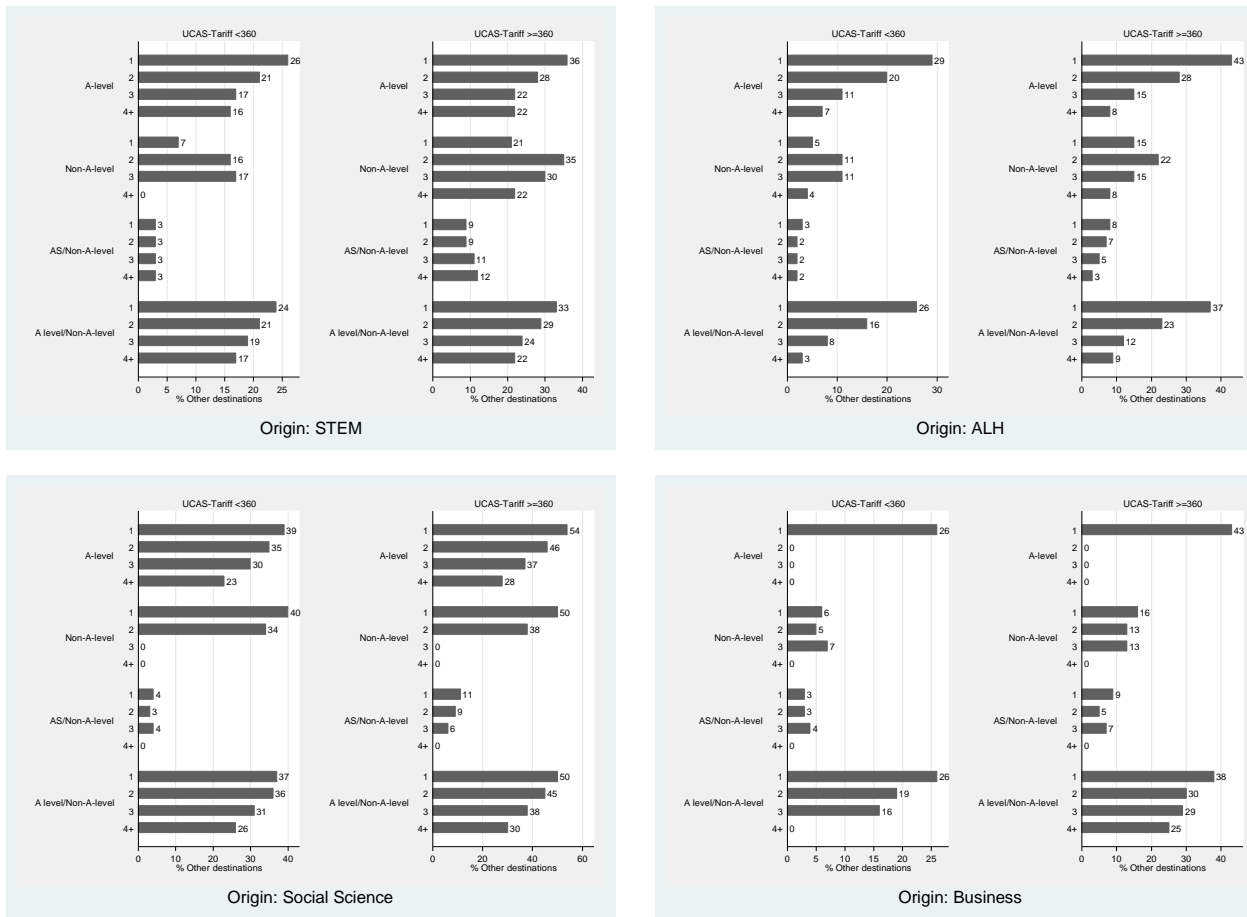 UCAS-Tariff <360
A-level
1 26
2 21
3 17
4+ 16
Non-A-level
1 7
2 16
3 17
4+ 0
AS/Non-A-level
1 3
2 3
3 3
4+ 3
A level/Non-A-level
1 24
2 21
3 19
4+ 17
0 5 10 15 20 25
% Other destinations
UCAS-Tariff >=360
A-level
1 36
2 28
3 22
4+ 22
Non-A-level
1 21
2 35
3 30
4+ 22
AS/Non-A-level
1 9
2 9
3 11
4+ 12
A level/Non-A-level
1 33
2 29
3 24
4+ 22
0 10 20 30 40
% Other destinations
Origin: STEM
UCAS-Tariff <360
A-level
1 29
2 20
3 11
4+ 7
Non-A-level
1 5
2 11
3 11
4+ 4
AS/Non-A-level
1 3
2 2
3 2
4+ 2
A level/Non-A-level
1 26
2 16
3 8
4+ 3
0 10 20 30
% Other destinations
UCAS-Tariff >=360
A-level
1 43
2 28
3 15
4+ 8
Non-A-level
1 15
2 22
3 15
4+ 8
AS/Non-A-level
1 8
2 7
3 5
4+ 3
A level/Non-A-level
1 37
2 23
3 12
4+ 9
0 10 20 30 40
% Other destinations
Origin: ALH
UCAS-Tariff <360
A-level
1 39
2 35
3 30
4+ 23
Non-A-level
1 40
2 34
3 0
4+ 0
AS/Non-A-level
1 4
2 3
3 4
4+ 0
A level/Non-A-level
1 37
2 36
3 31
4+ 26
0 10 20 30 40
% Other destinations
UCAS-Tariff >=360
A-level
1 54
2 46
3 37
4+ 28
Non-A-level
1 50
2 38
3 0
4+ 0
AS/Non-A-level
1 11
2 9
3 6
4+ 0
A level/Non-A-level
1 50
2 45
3 38
4+ 30
0 20 40 60
% Other destinations
Origin: Social Science
UCAS-Tariff <360
A-level
1 26
2 0
3 0
4+ 0
Non-A-level
1 6
2 5
3 7
4+ 0
AS/Non-A-level
1 3
2 3
3 4
4+ 0
A level/Non-A-level
1 26
2 19
3 16
4+ 0
0 5 10 15 20 25
% Other destinations
UCAS-Tariff >=360
A-level
1 43
2 0
3 0
4+ 0
Non-A-level
1 16
2 13
3 13
4+ 0
AS/Non-A-level
1 9
2 5
3 7
4+ 0
A level/Non-A-level
1 38
2 30
3 29
4+ 25
0 10 20 30 40
% Other destinations
Origin: Business